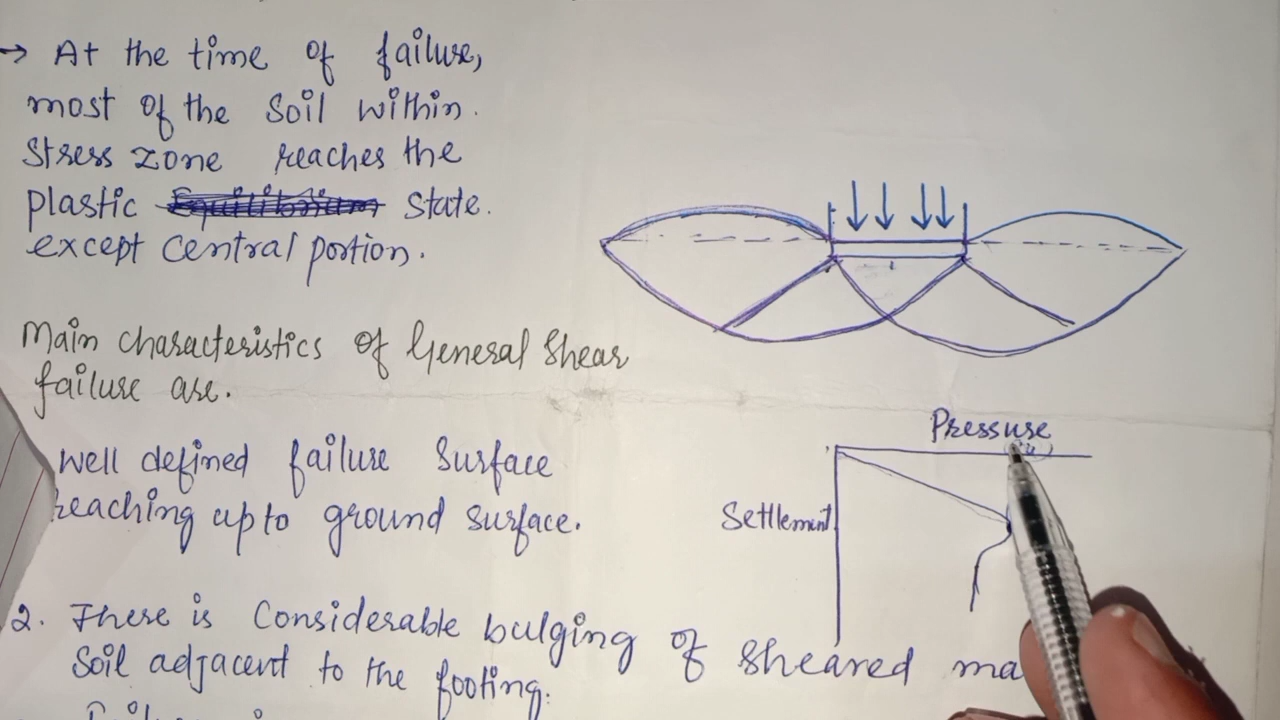 → At the time of failure,
most of the soil within.
stress zone reaches the
plastic Equilibrium state.
except central portion.
Main characteristics of General Shear
failure are.
Well defined failure surface
reaching up to ground surface.
Pressure
Settlement
2. There is Considerable bulging of sheared ma
soil adjacent to the footing.